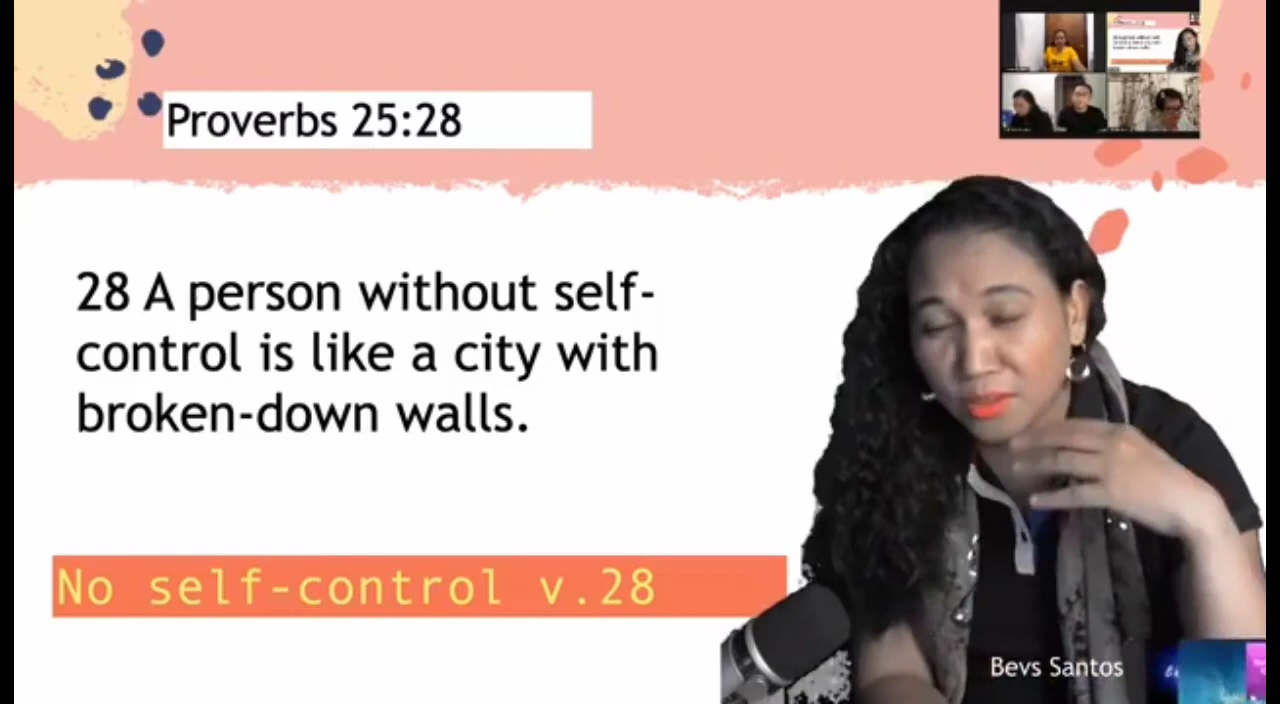 Proverbs 25:28
28 A person without self-
control is like a city with
broken-down walls.
No self-control v.28
Bevs Santos